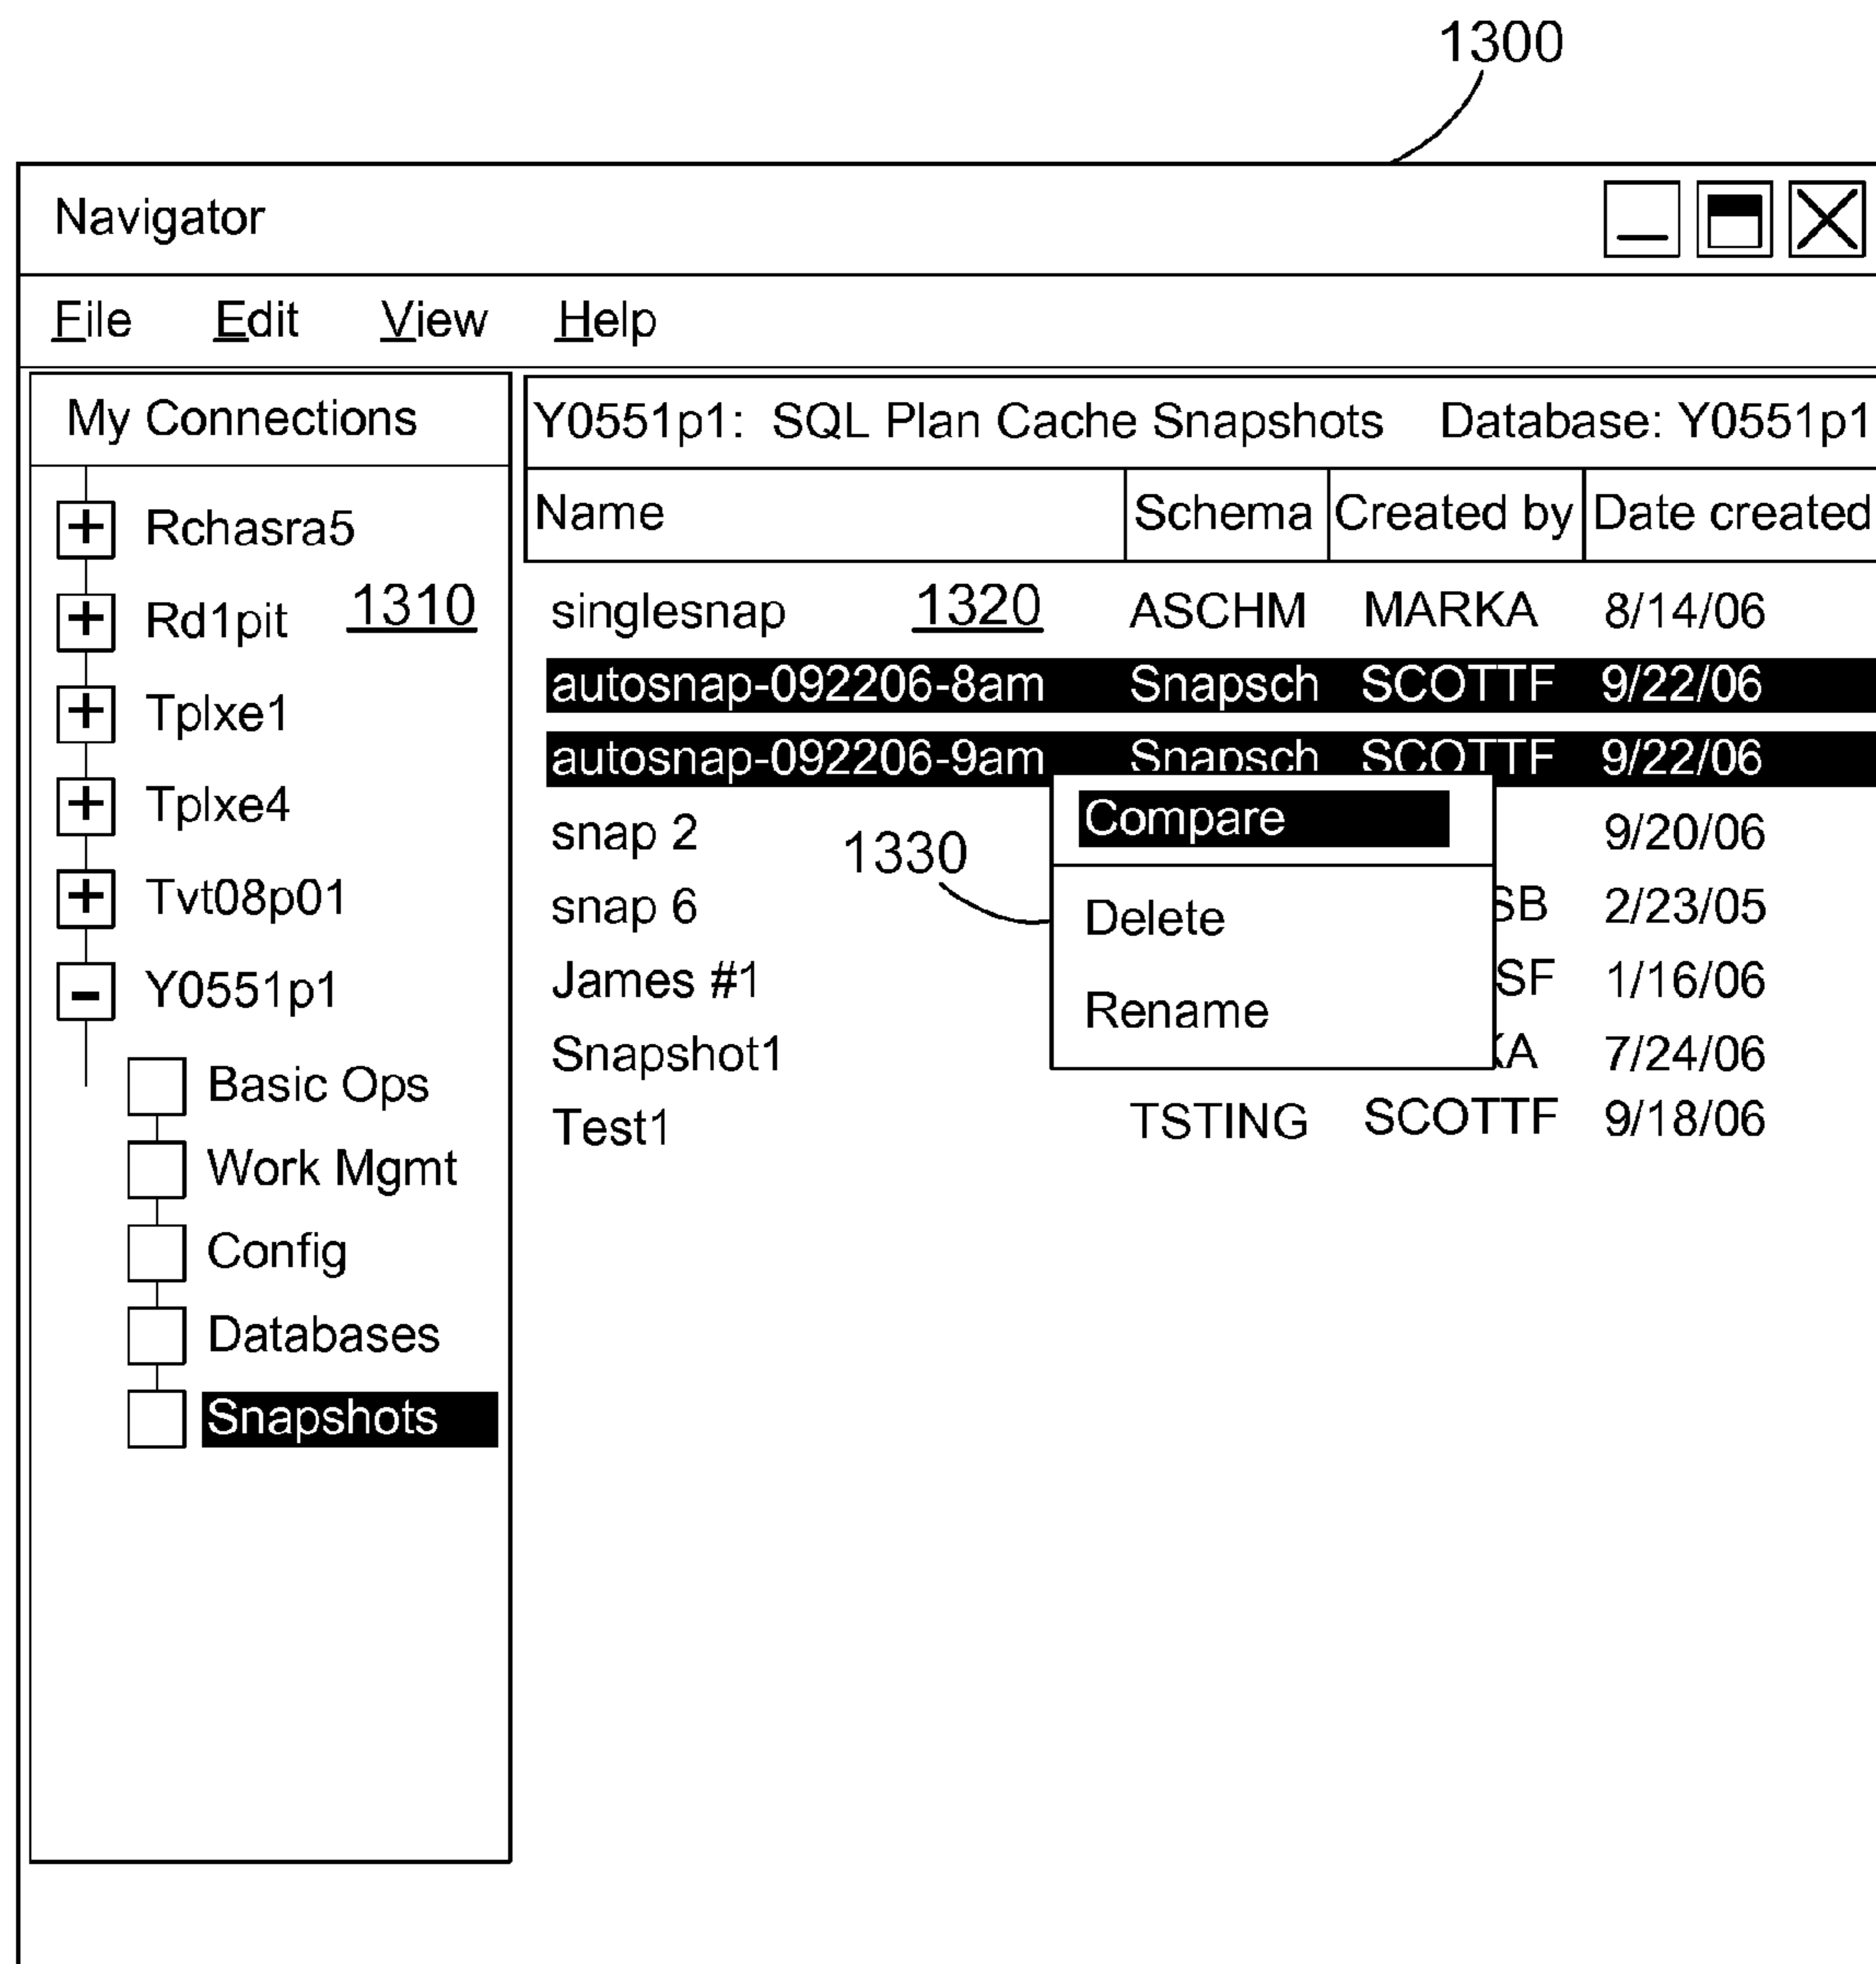 1300
Navigator
File Edit View Help
My Connections
Rchasra5
Rd1pit 1310
Tplxe1
Tplxe4
Tvt08p01
Y0551p1
Basic Ops
Work Mgmt
Config
Databases
Snapshots
Y0551p1: SQL Plan Cache Snapshots Database: Y0551p1
Name Schema Created by Date created
singlesnap 1320 ASCHM MARKA 8/14/06
autosnap-092206-8am Snapsch SCOTTF 9/22/06
autosnap-092206-9am Snapsch SCOTTF 9/22/06
snap 2 9/20/06
snap 6 SB 2/23/05
James #1 SF 1/16/06
Snapshot1 KA 7/24/06
Test1 TSTING SCOTTF 9/18/06
1330
Compare
Delete
Rename